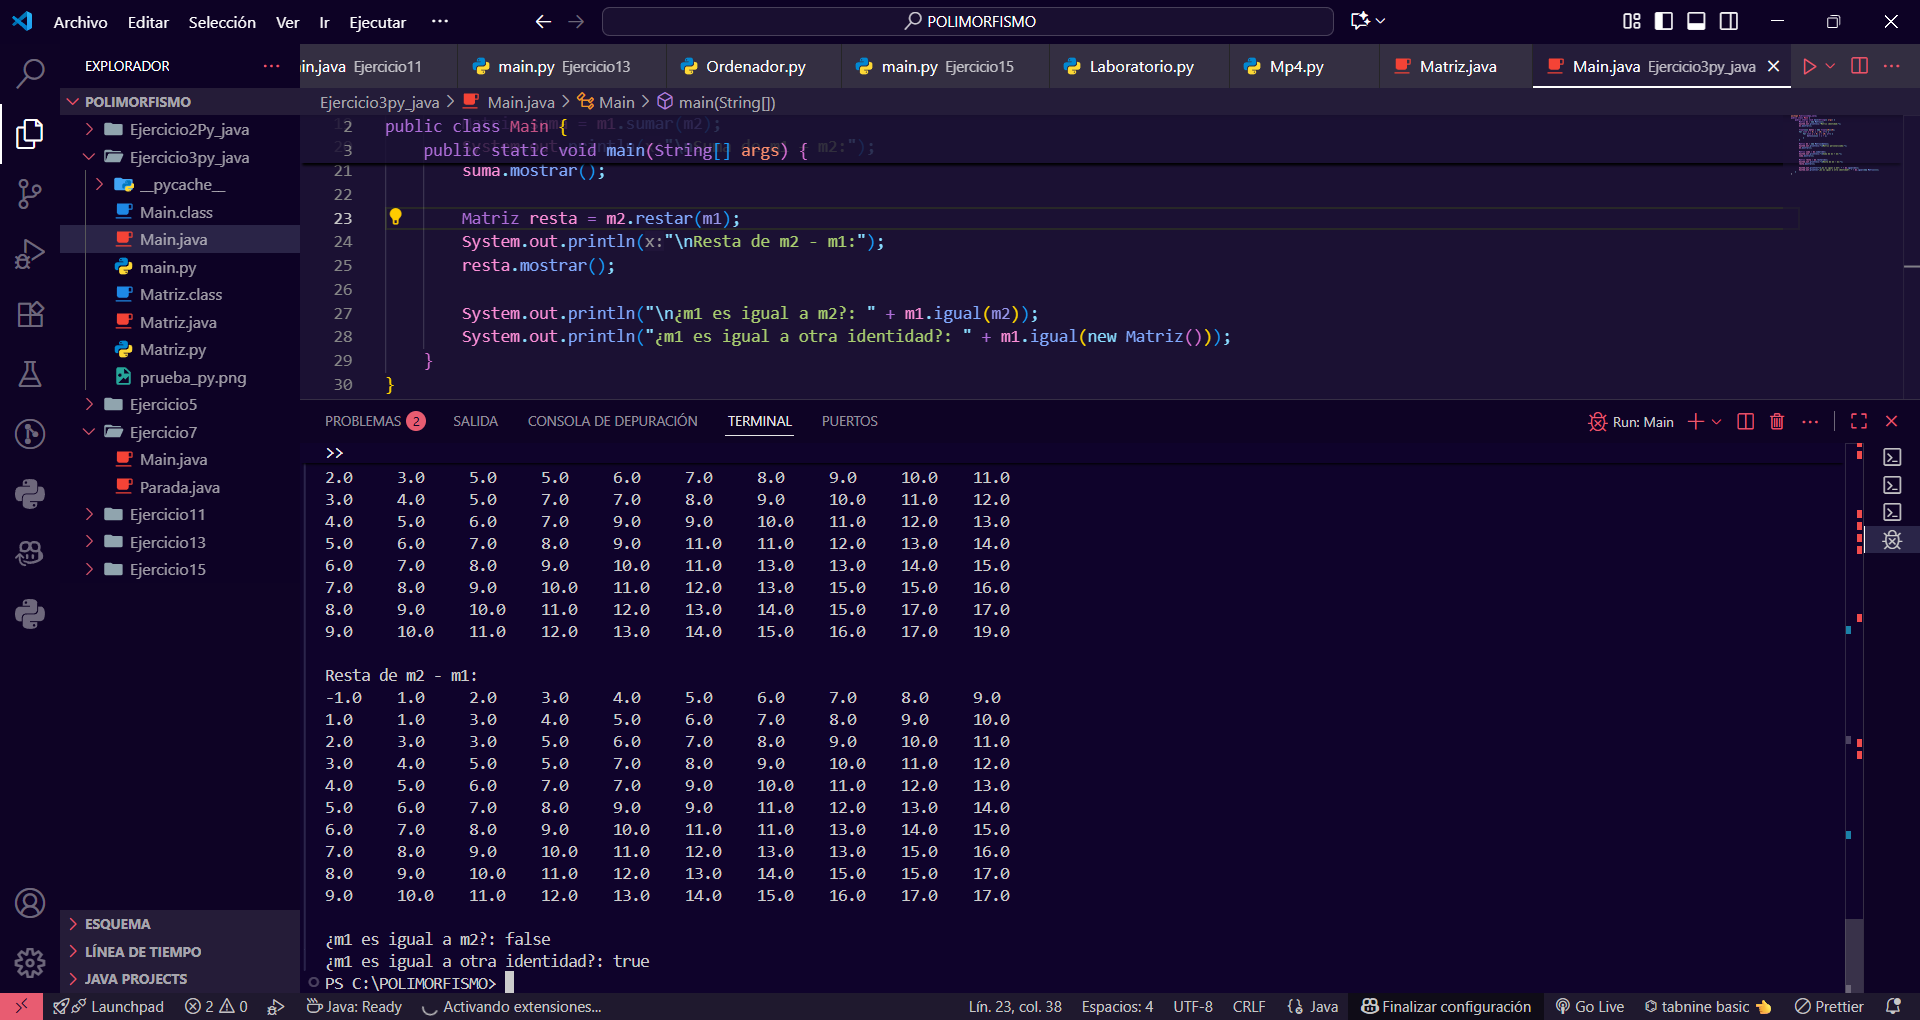 Archivo Editar Selección Ver Ir Ejecutar ··· POLIMORFISMO
EXPLORADOR ···
in.java Ejercicio11 main.py Ejercicio13 Ordenador.py main.py Ejercicio15 Laboratorio.py Mp4.py Matriz.java Main.java Ejercicio3py_java
POLIMORFISMO
Ejercicio2Py_java
Ejercicio3py_java
__pycache__
Main.class
Main.java
main.py
Matriz.class
Matriz.java
Matriz.py
prueba_py.png
Ejercicio5
Ejercicio7
Main.java
Parada.java
Ejercicio11
Ejercicio13
Ejercicio15
ESQUEMA
LÍNEA DE TIEMPO
JAVA PROJECTS
Ejercicio3py_java > Main.java > Main > main(String[])
2 public class Main {
3 public static void main(String[] args) {
21 suma.mostrar();
22
23 Matriz resta = m2.restar(m1);
24 System.out.println(x:"\nResta de m2 - m1:");
25 resta.mostrar();
26
27 System.out.println("\n¿m1 es igual a m2?: " + m1.igual(m2));
28 System.out.println("¿m1 es igual a otra identidad?: " + m1.igual(new Matriz()));
29 }
30 }
PROBLEMAS 2 SALIDA CONSOLA DE DEPURACIÓN TERMINAL PUERTOS Run: Main
>>
2.0 3.0 5.0 5.0 6.0 7.0 8.0 9.0 10.0 11.0
3.0 4.0 5.0 7.0 7.0 8.0 9.0 10.0 11.0 12.0
4.0 5.0 6.0 7.0 9.0 9.0 10.0 11.0 12.0 13.0
5.0 6.0 7.0 8.0 9.0 11.0 11.0 12.0 13.0 14.0
6.0 7.0 8.0 9.0 10.0 11.0 13.0 13.0 14.0 15.0
7.0 8.0 9.0 10.0 11.0 12.0 13.0 15.0 15.0 16.0
8.0 9.0 10.0 11.0 12.0 13.0 14.0 15.0 17.0 17.0
9.0 10.0 11.0 12.0 13.0 14.0 15.0 16.0 17.0 19.0
Resta de m2 - m1:
-1.0 1.0 2.0 3.0 4.0 5.0 6.0 7.0 8.0 9.0
1.0 1.0 3.0 4.0 5.0 6.0 7.0 8.0 9.0 10.0
2.0 3.0 3.0 5.0 6.0 7.0 8.0 9.0 10.0 11.0
3.0 4.0 5.0 5.0 7.0 8.0 9.0 10.0 11.0 12.0
4.0 5.0 6.0 7.0 7.0 9.0 10.0 11.0 12.0 13.0
5.0 6.0 7.0 8.0 9.0 9.0 11.0 12.0 13.0 14.0
6.0 7.0 8.0 9.0 10.0 11.0 11.0 13.0 14.0 15.0
7.0 8.0 9.0 10.0 11.0 12.0 13.0 13.0 15.0 16.0
8.0 9.0 10.0 11.0 12.0 13.0 14.0 15.0 15.0 17.0
9.0 10.0 11.0 12.0 13.0 14.0 15.0 16.0 17.0 17.0
¿m1 es igual a m2?: false
¿m1 es igual a otra identidad?: true
PS C:\POLIMORFISMO>
Launchpad 2 0 Java: Ready Activando extensiones... Lín. 23, col. 38 Espacios: 4 UTF-8 CRLF {} Java Finalizar configuración Go Live tabnine basic Prettier